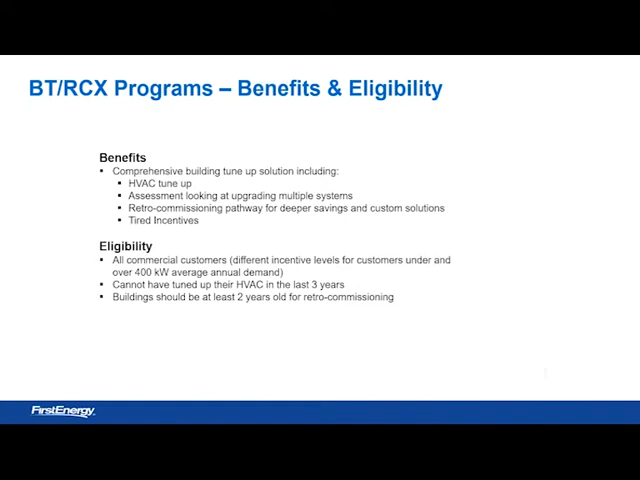 BT/RCX Programs – Benefits & Eligibility
Benefits
▪ Comprehensive building tune up solution including:
▪ HVAC tune up
▪ Assessment looking at upgrading multiple systems
▪ Retro-commissioning pathway for deeper savings and custom solutions
▪ Tired Incentives
Eligibility
▪ All commercial customers (different incentive levels for customers under and
over 400 kW average annual demand)
▪ Cannot have tuned up their HVAC in the last 3 years
▪ Buildings should be at least 2 years old for retro-commissioning
FirstEnergy